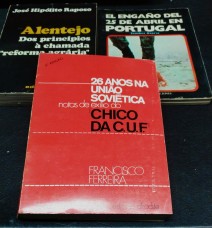 José Hipólito Raposo
Alentejo
Dos princípios
à chamada
"reforma agrária"
EL ENGAÑO DEL
25 DE ABRIL EN
PORTUGAL
26 ANOS NA
UNIÃO
SOVIÉTICA
notas de exílio do
CHICO
DA C.U.F.
FRANCISCO
FERREIRA